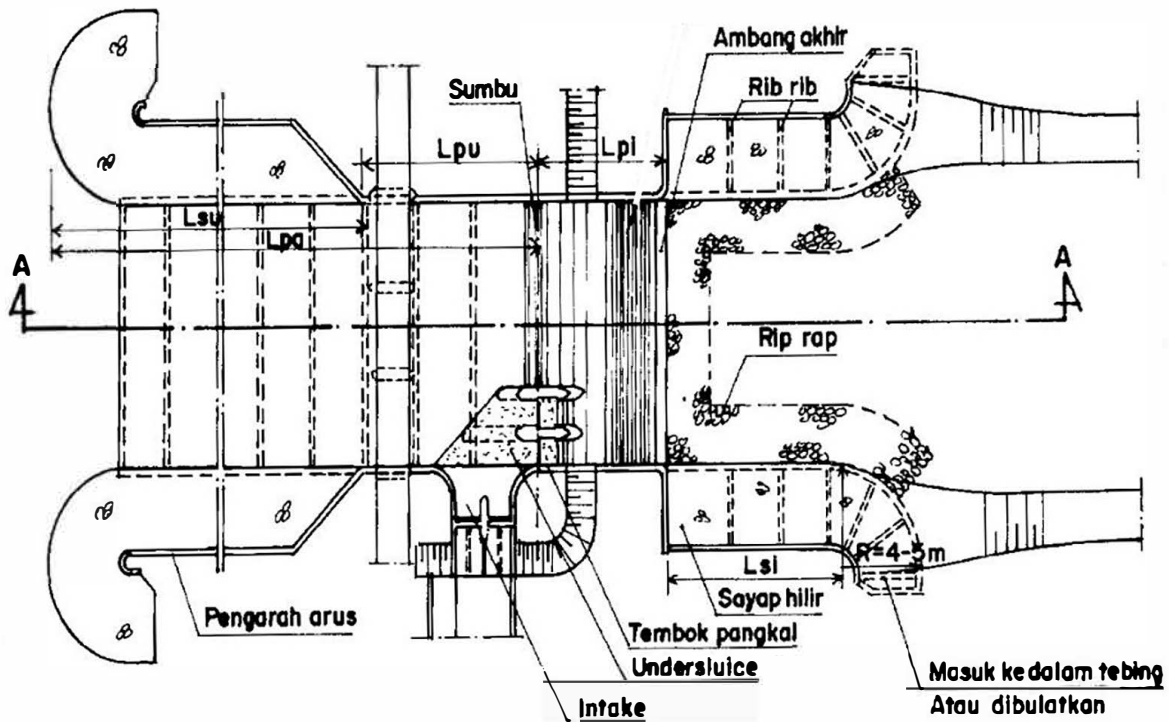 Ambang akhir
Sumbu
Rib rib
Lpu
Lpi
Lsu
Lpa
A
A
Rip rap
R=4-5m
Lsi
Pengarah arus
Sayap hilir
Tembok pangkal
Undersluice
Intake
Masuk kedalam tebing
Atau dibulatkan